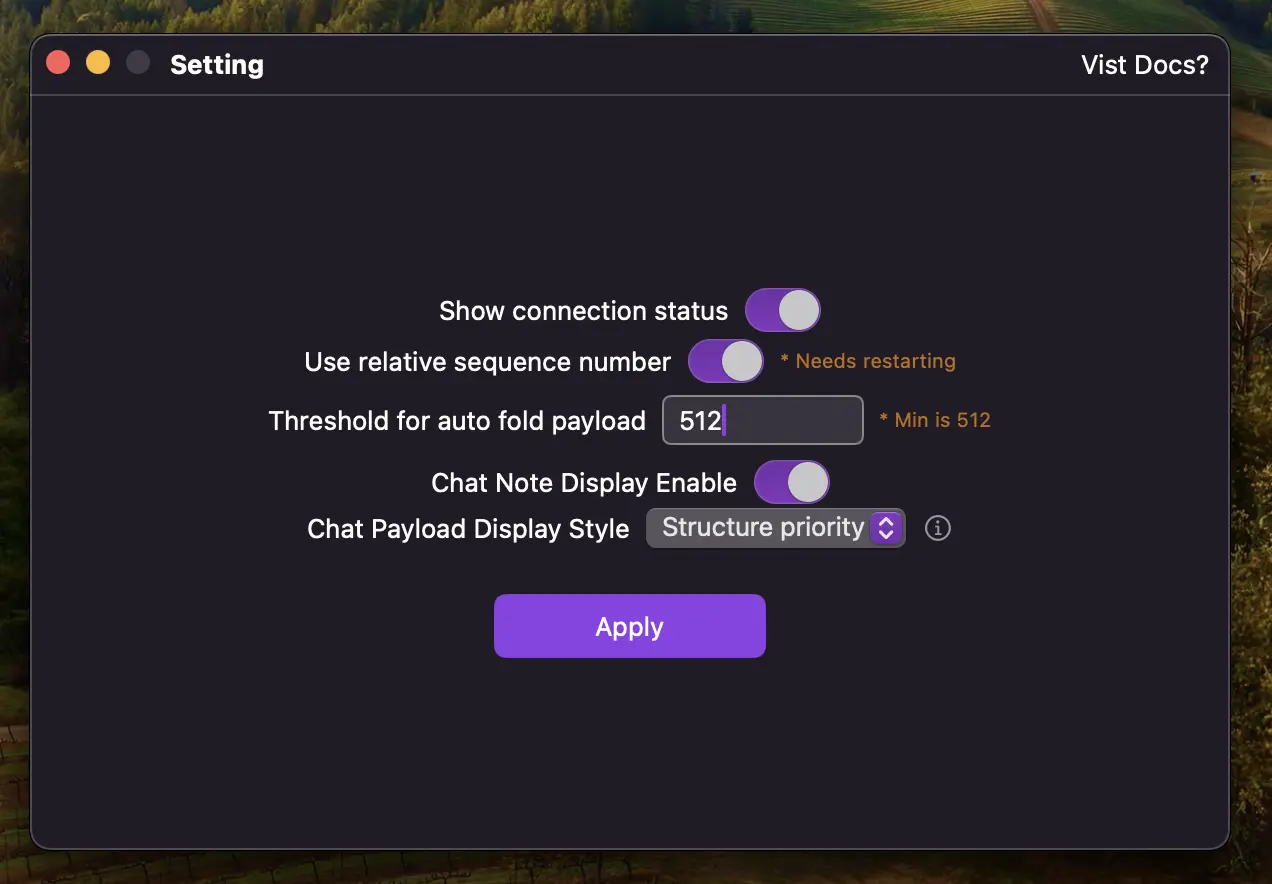 Setting
Vist Docs?
Show connection status
Use relative sequence number * Needs restarting
Threshold for auto fold payload 512 * Min is 512
Chat Note Display Enable
Chat Payload Display Style Structure priority
Apply